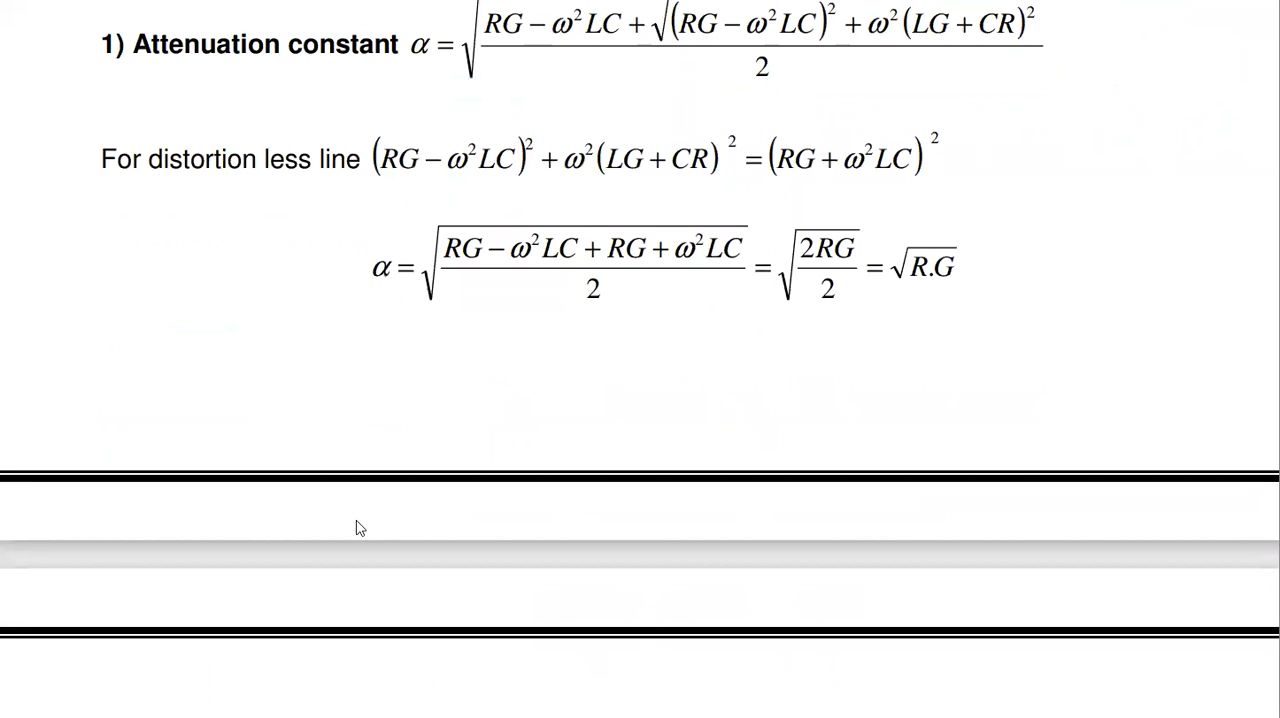 1) Attenuation constant α = √((RG − ω²LC + √((RG − ω²LC)² + ω²(LG + CR)²)) / 2)
For distortion less line (RG − ω²LC)² + ω²(LG + CR)² = (RG + ω²LC)²
α = √((RG − ω²LC + RG + ω²LC) / 2) = √(2RG / 2) = √(R.G)